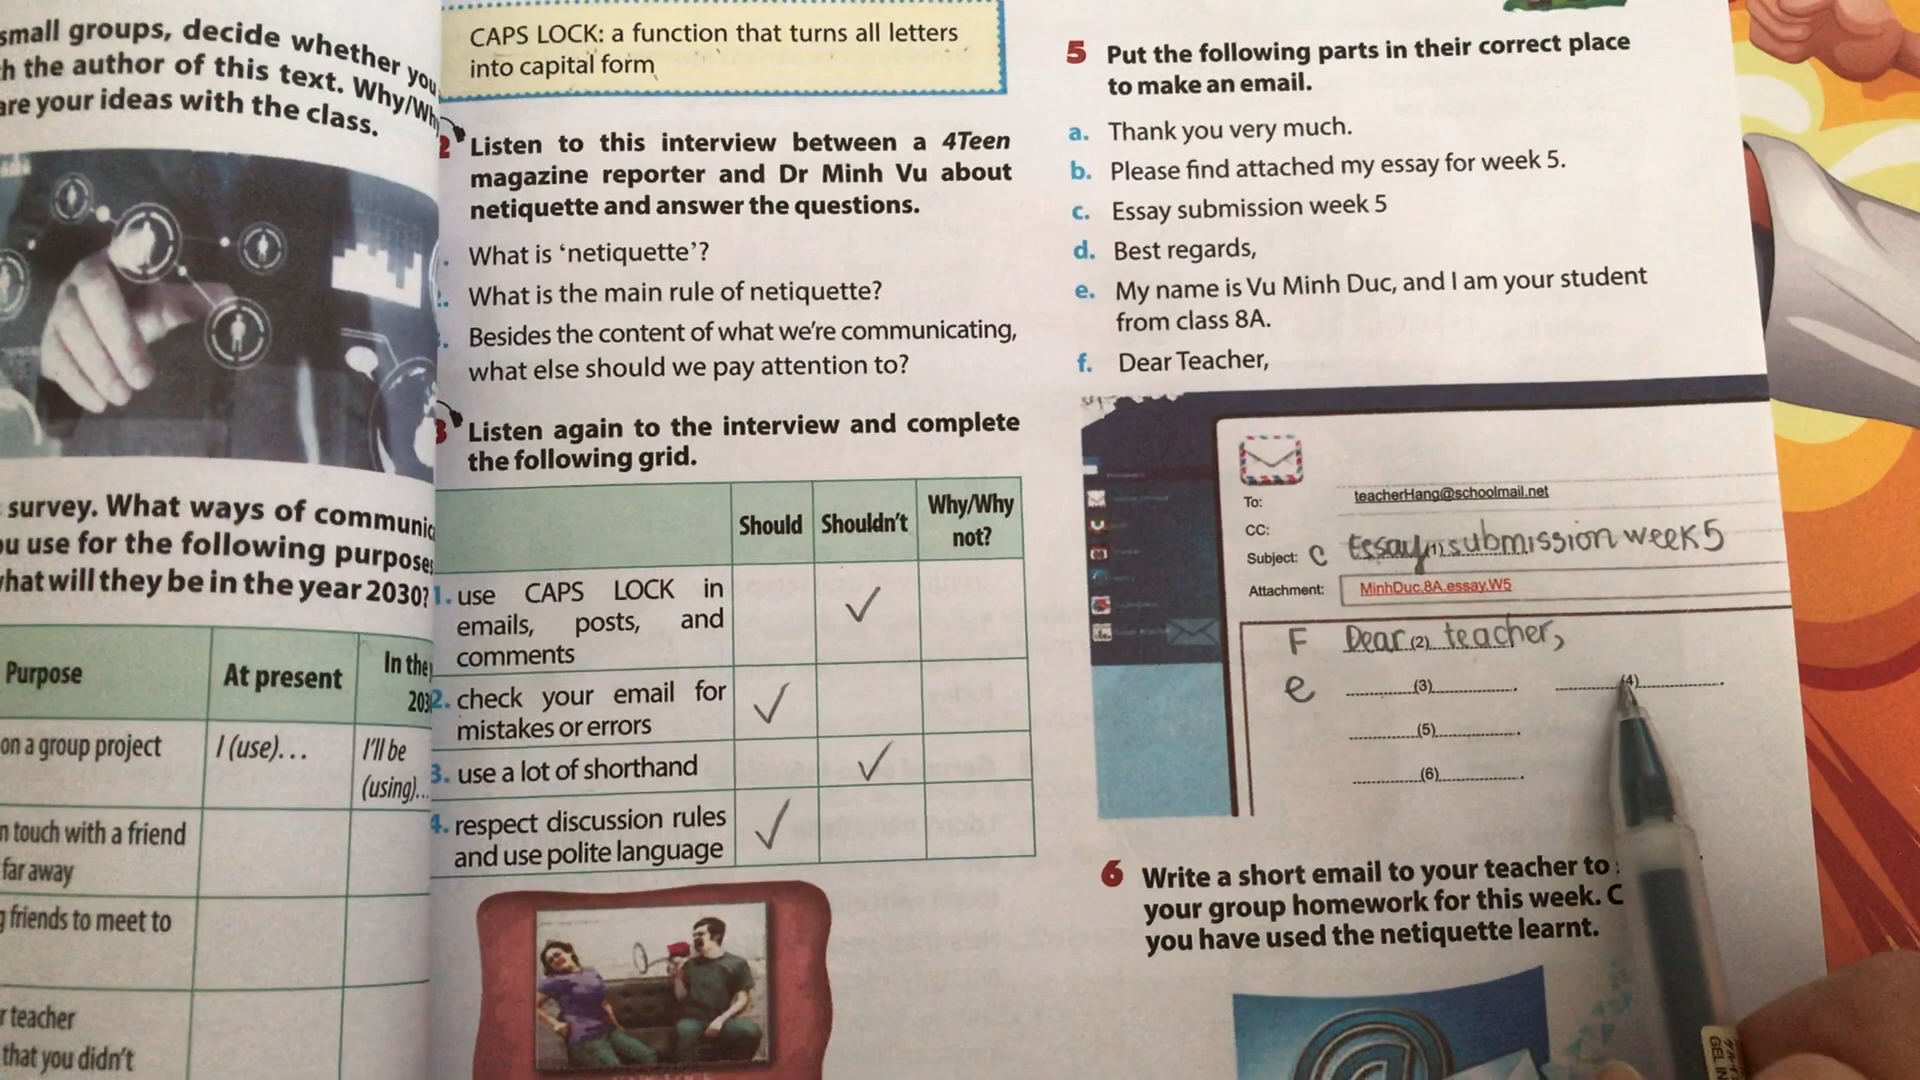 small groups, decide whether you
h the author of this text. Why/Why
are your ideas with the class.
survey. What ways of communic
ou use for the following purpose
what will they be in the year 2030?
Purpose
At present
In the y
203
on a group project
I (use)...
I'll be
(using)...
n touch with a friend
far away
g friends to meet to
r teacher
that you didn't
CAPS LOCK: a function that turns all letters
into capital form
2 Listen to this interview between a 4Teen
magazine reporter and Dr Minh Vu about
netiquette and answer the questions.
. What is ‘netiquette’?
2. What is the main rule of netiquette?
. Besides the content of what we're communicating,
what else should we pay attention to?
3 Listen again to the interview and complete
the following grid.
Should
Shouldn't
Why/Why
not?
1. use CAPS LOCK in
emails, posts, and
comments
2. check your email for
mistakes or errors
3. use a lot of shorthand
4. respect discussion rules
and use polite language
5 Put the following parts in their correct place
to make an email.
a. Thank you very much.
b. Please find attached my essay for week 5.
c. Essay submission week 5
d. Best regards,
e. My name is Vu Minh Duc, and I am your student
from class 8A.
f. Dear Teacher,
To: teacherHang@schoolmail.net
CC:
Subject: C Essay (1) submission week 5
Attachment: MinhDuc.8A.essay.W5
F Dear (2) teacher,
e (3) . (4) .
(5) .
(6) .
6 Write a short email to your teacher to
your group homework for this week. C
you have used the netiquette learnt.
GEL IN